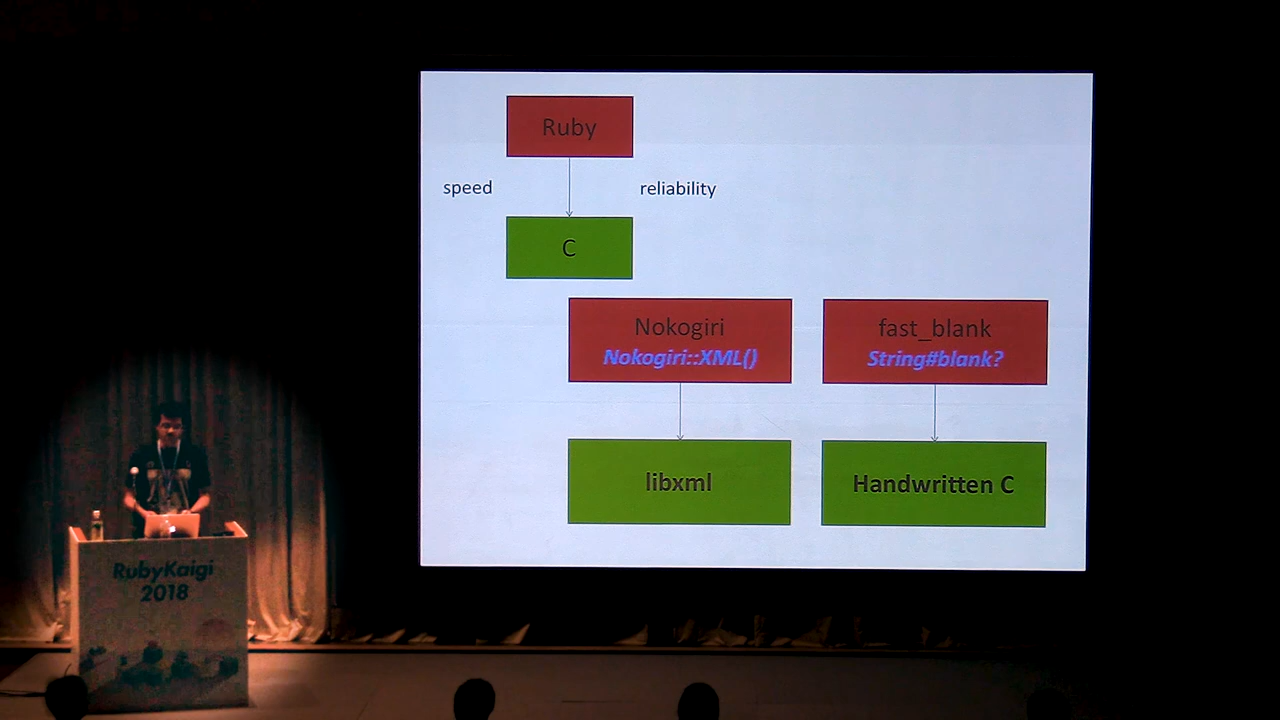 Ruby
speed
reliability
C
Nokogiri
Nokogiri::XML()
fast_blank
String#blank?
libxml
Handwritten C
RubyKaigi
2018